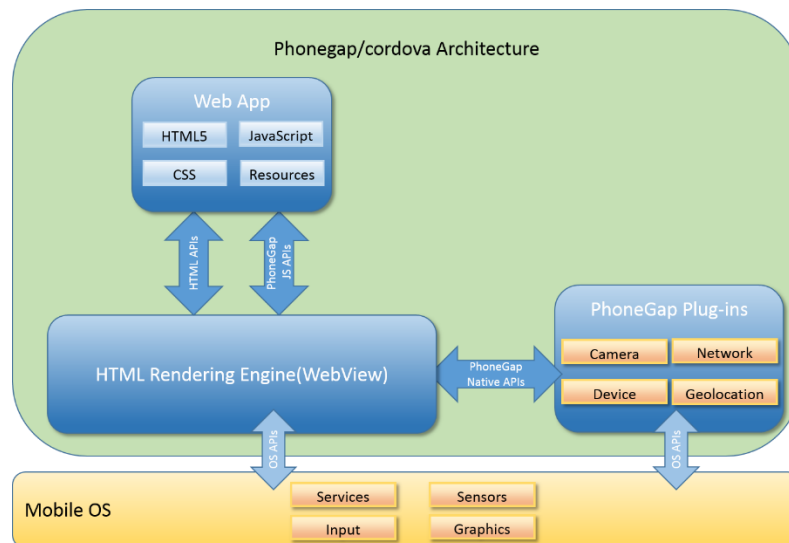 Phonegap/cordova Architecture
Web App
HTML5
JavaScript
CSS
Resources
HTML APIs
PhoneGap
JS APIs
HTML Rendering Engine(WebView)
PhoneGap
Native APIs
PhoneGap Plug-ins
Camera
Network
Device
Geolocation
OS APIs
OS APIs
Mobile OS
Services
Sensors
Input
Graphics